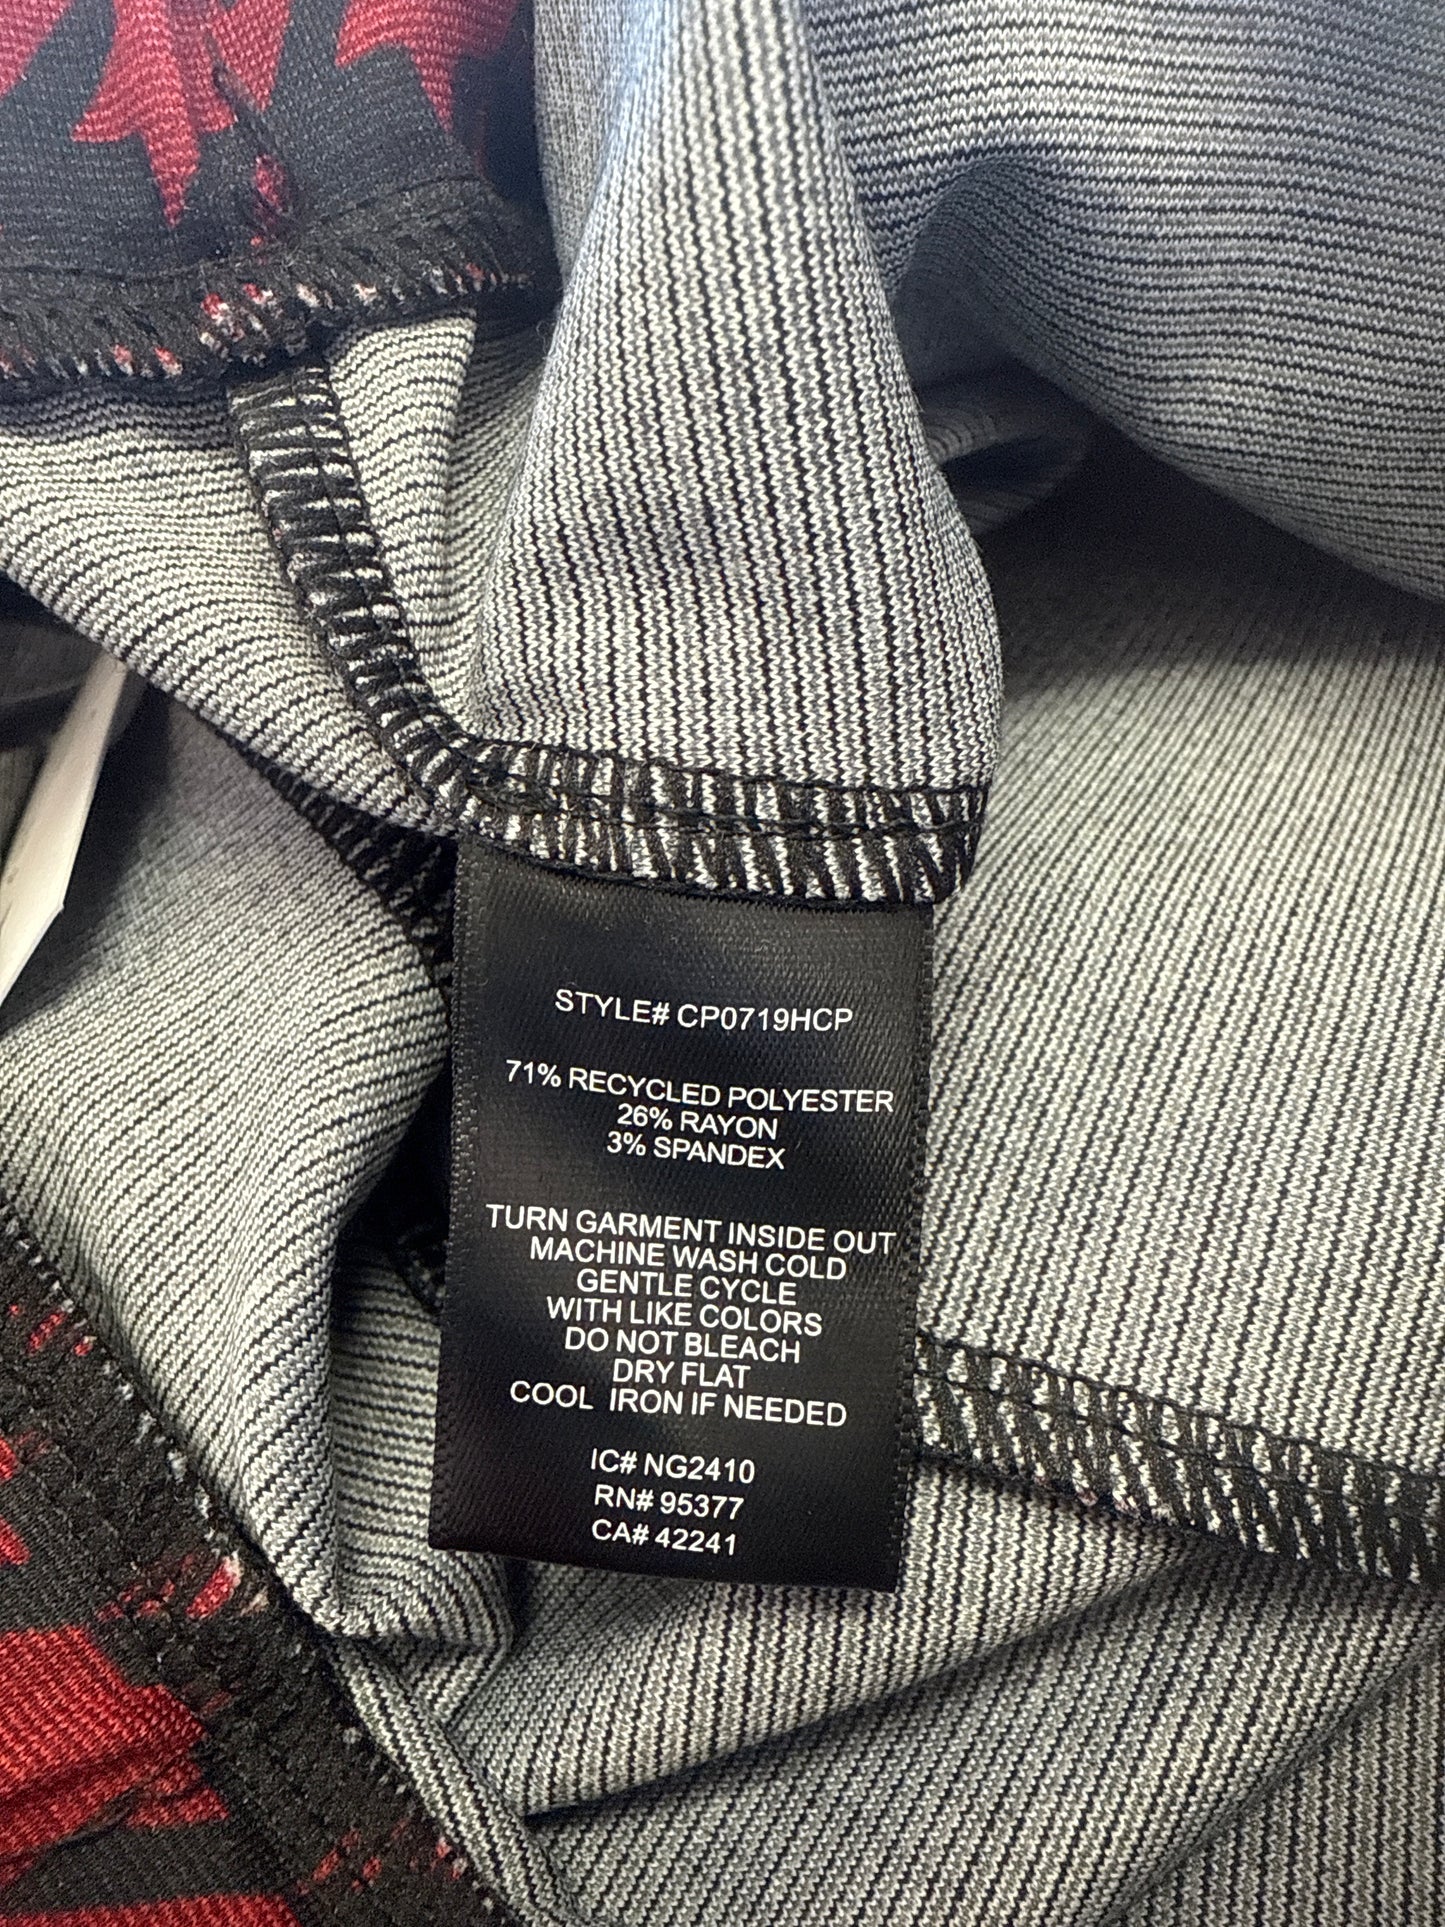 STYLE# CP0719HCP
71% RECYCLED POLYESTER
26% RAYON
3% SPANDEX
TURN GARMENT INSIDE OUT
MACHINE WASH COLD
GENTLE CYCLE
WITH LIKE COLORS
DO NOT BLEACH
DRY FLAT
COOL IRON IF NEEDED
IC# NG2410
RN# 95377
CA# 42241